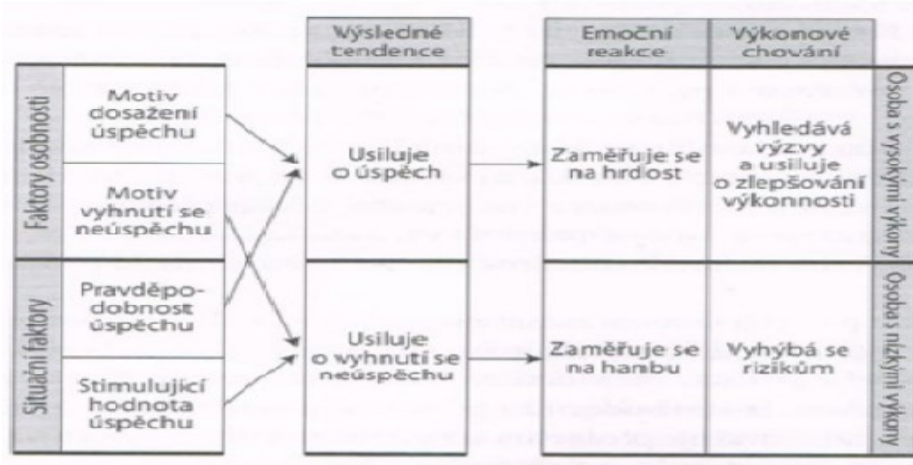 Výsledné
tendence
Emoční
reakce
Výkonové
chování
Faktory osobnosti
Motiv
dosažení
úspěchu
Motiv
vyhnutí se
neúspěchu
Usiluje
o úspěch
Zaměřuje se
na hrdlost
Vyhledává
výzvy
a usiluje
o zlepšování
výkonnosti
Osoba s vysokými výkony
Situační faktory
Pravděpo-
dobnost
úspěchu
Stimulující
hodnota
úspěchu
Usiluje
o vyhnutí se
neúspěchu
Zaměřuje se
na hanbu
Vyhýbá se
rizikům
Osoba s nízkými výkony